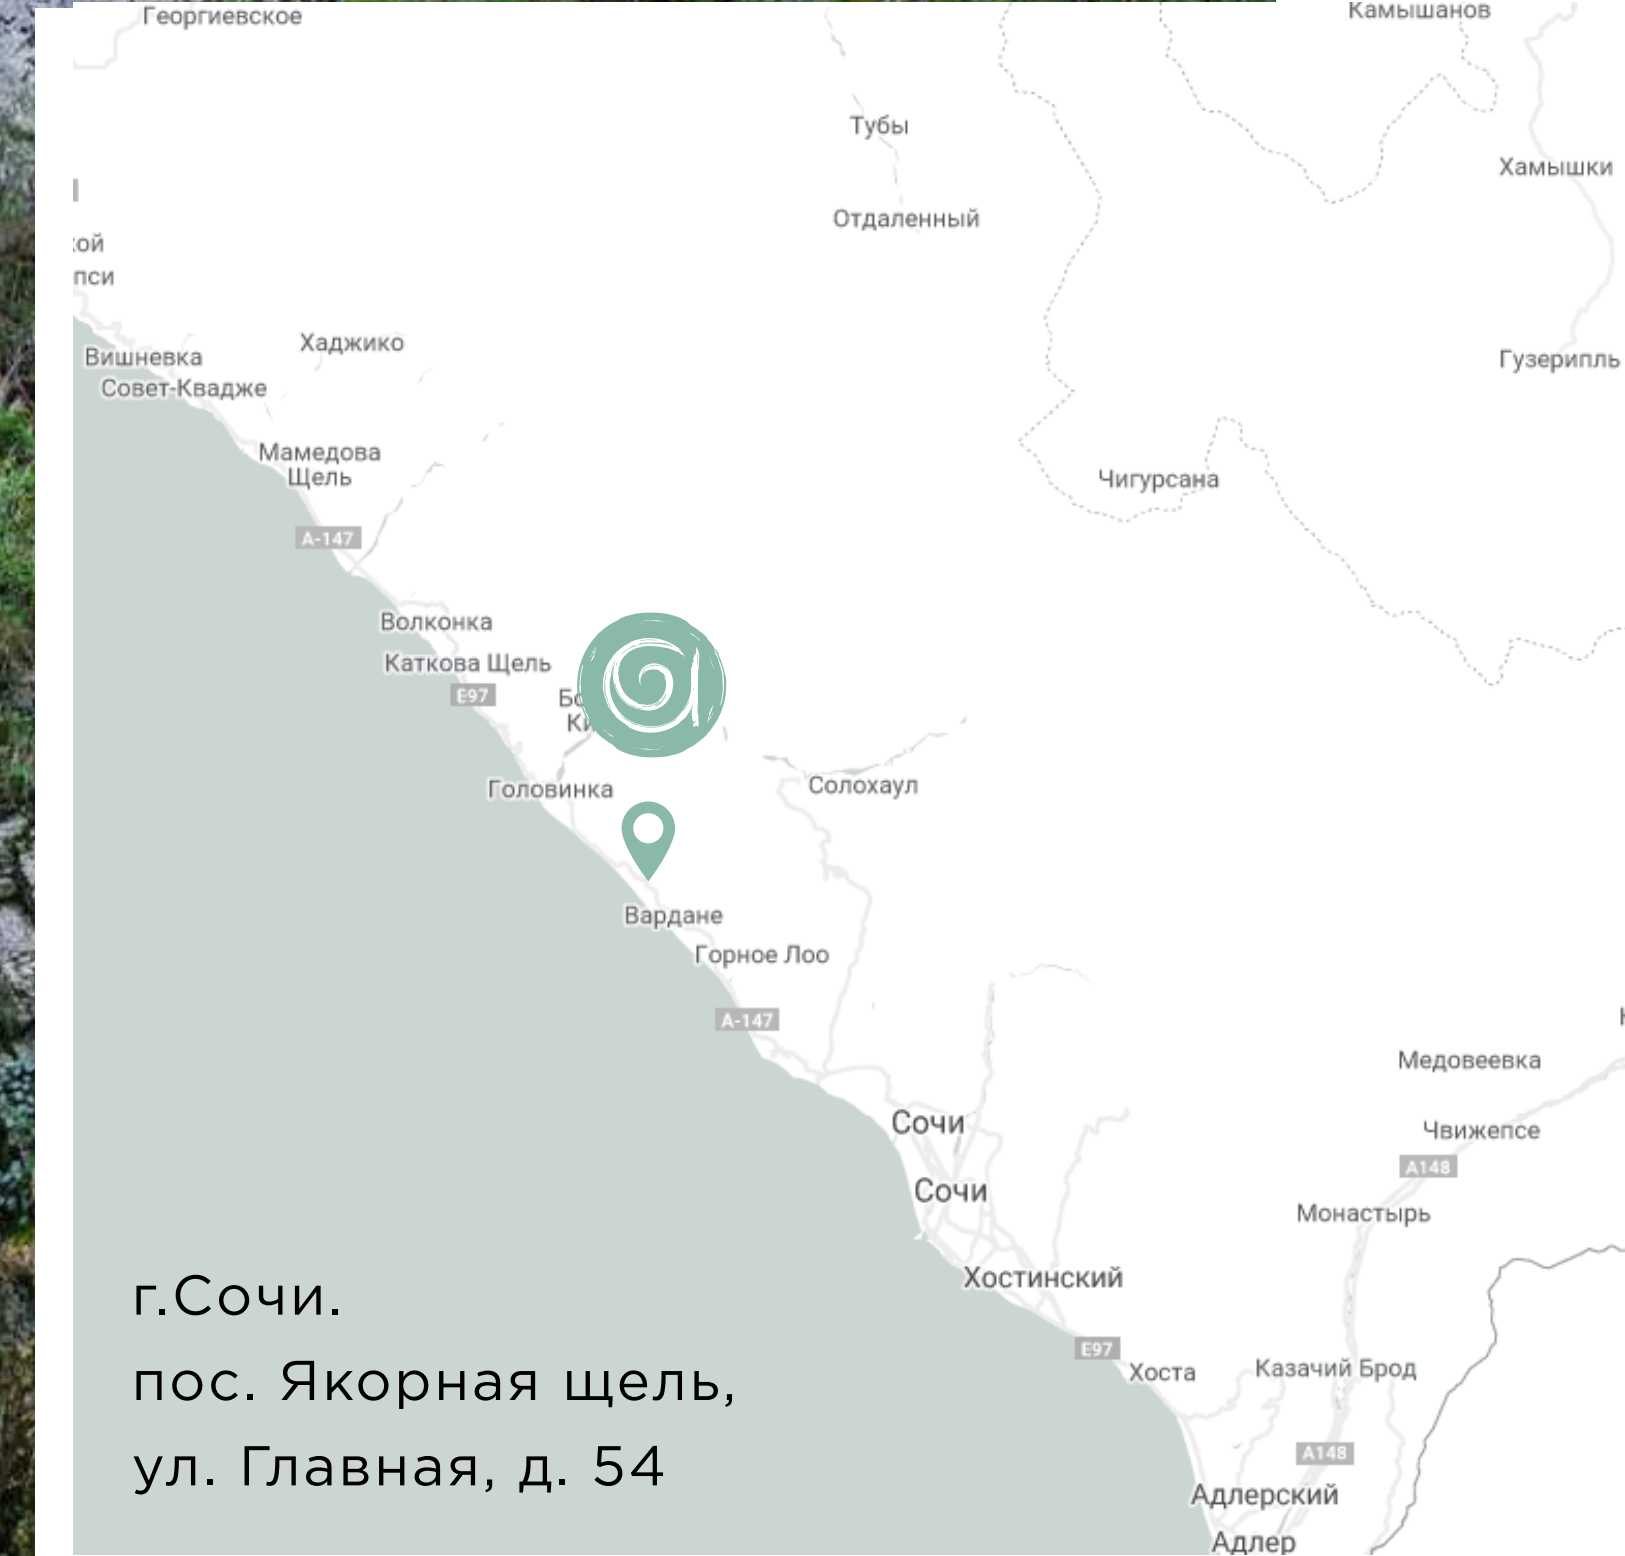 Георгиевское
Камышанов
Тубы
Хамышки
Отдаленный
Хаджико
Вишневка
Гузерипль
Совет-Квадже
Мамедова
Щель
Чигурсана
А-147
Волконка
Каткова Щель
E97
Головинка
Солохаул
Вардане
Горное Лоо
А-147
Медовеевка
Сочи
Чвижепсе
А148
Сочи
Монастырь
Хостинский
г.Сочи.
E97
Казачий Брод
Хоста
пос. Якорная щель,
А148
ул. Главная, д. 54
Адлерский
Адлер